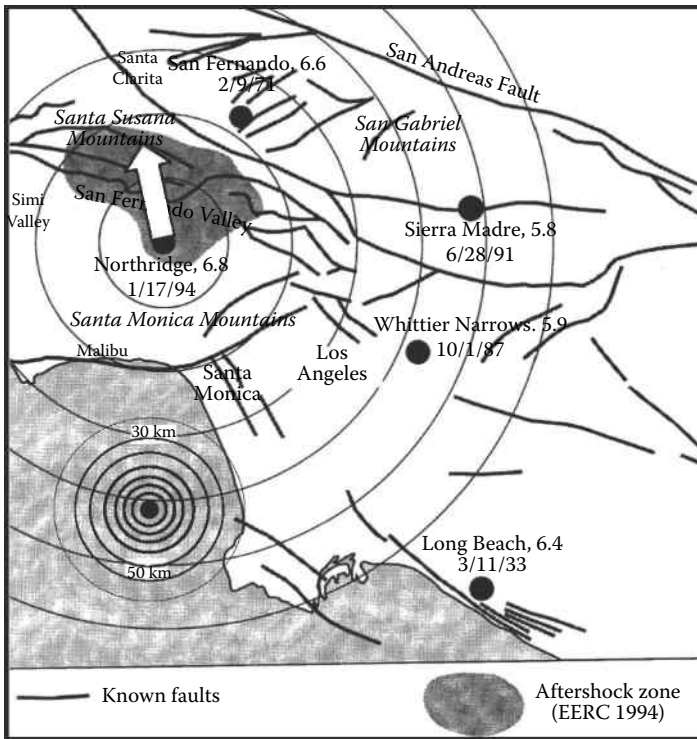 Santa
Clarita
San Fernando, 6.6
2/9/71
San Andreas Fault
Santa Susana
Mountains
San Gabriel
Mountains
Simi
Valley
San Fernando Valley
Sierra Madre, 5.8
6/28/91
Northridge, 6.8
1/17/94
Santa Monica Mountains
Whittier Narrows. 5.9
10/1/87
Malibu
Los
Angeles
Santa
Monica
30 km
50 km
Long Beach, 6.4
3/11/33
Known faults
Aftershock zone
(EERC 1994)